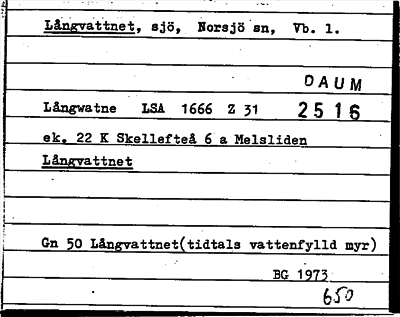 Långvattnet, sjö, Norsjö sn, Vb. l.
DAUM
Långwatne LSA 1666 Z 31 2516
ek. 22 K Skellefteå 6 a Melsliden
Långvattnet
Gn 50 Långvattnet(tidtals vattenfylld myr)
BG 1973
650